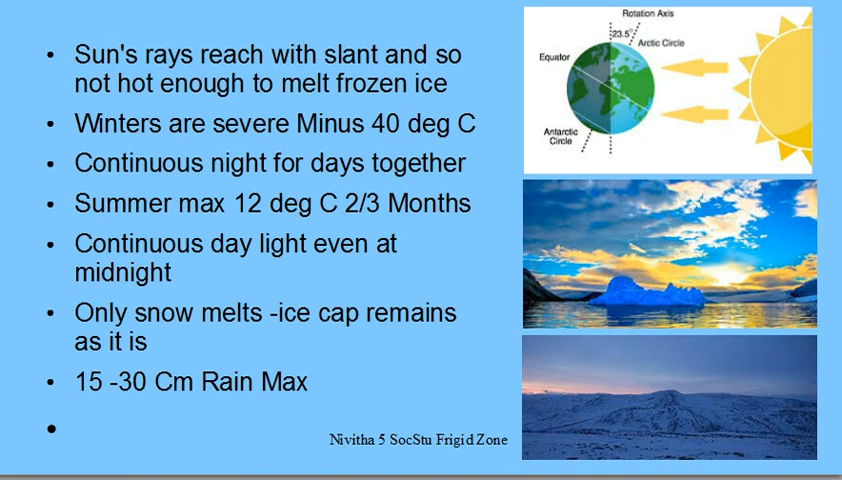 • Sun's rays reach with slant and so
not hot enough to melt frozen ice
• Winters are severe Minus 40 deg C
• Continuous night for days together
• Summer max 12 deg C 2/3 Months
• Continuous day light even at
midnight
• Only snow melts -ice cap remains
as it is
• 15 -30 Cm Rain Max
•
Nivitha 5 SocStu Frigid Zone
Rotation Axis
23.5°
Arctic Circle
Equator
Antarctic
Circle